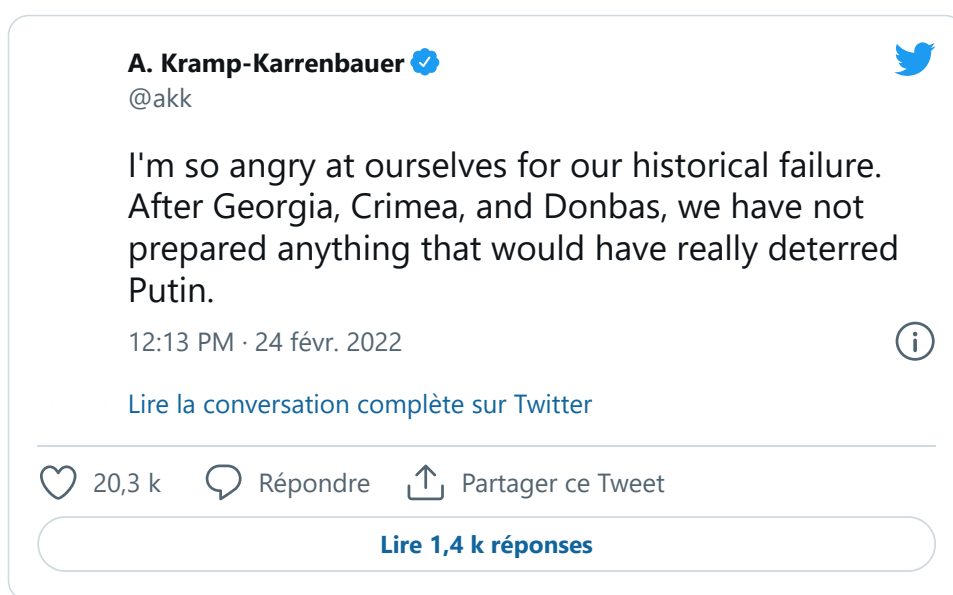 A. Kramp-Karrenbauer
@akk
I'm so angry at ourselves for our historical failure.
After Georgia, Crimea, and Donbas, we have not
prepared anything that would have really deterred
Putin.
12:13 PM · 24 févr. 2022
Lire la conversation complète sur Twitter
20,3 k Répondre Partager ce Tweet
Lire 1,4 k réponses